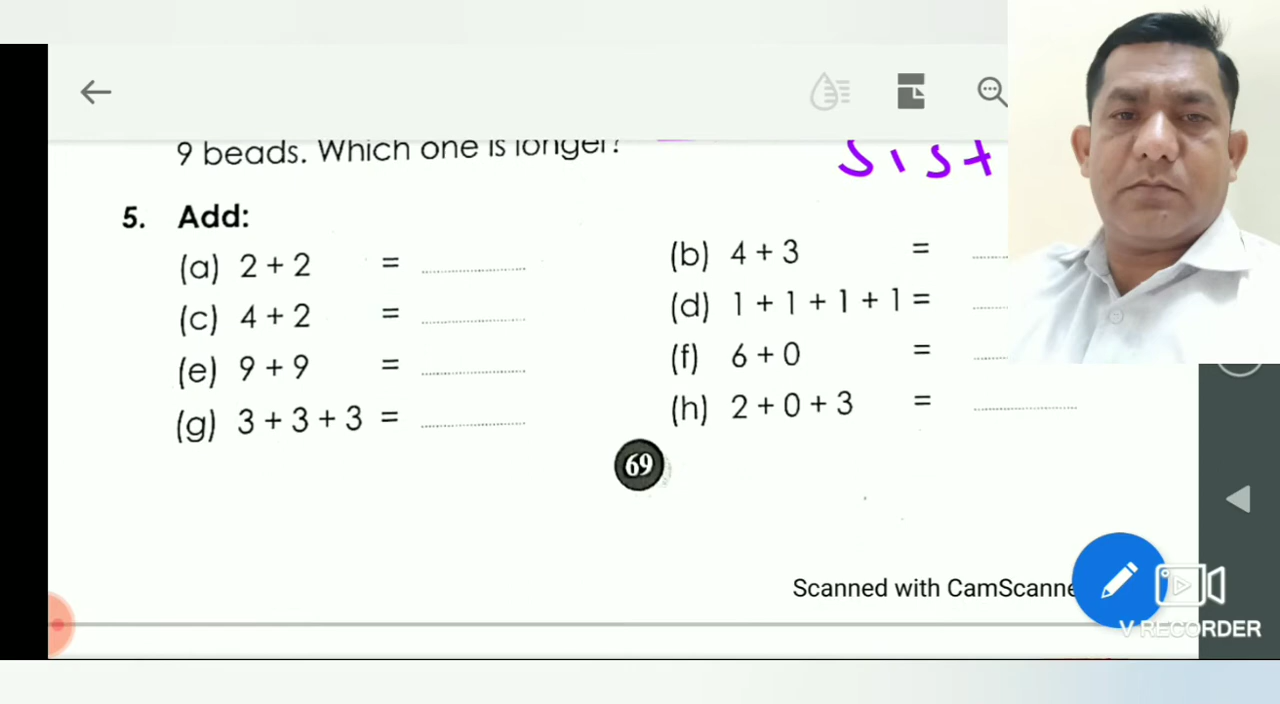 9 beads. Which one is longer?
sist
5. Add:
(a) 2 + 2 = ............
(b) 4 + 3 = ......
(c) 4 + 2 = ............
(d) 1 + 1 + 1 + 1 = ......
(e) 9 + 9 = ............
(f) 6 + 0 = ......
(g) 3 + 3 + 3 = ............
(h) 2 + 0 + 3 = ............
69
Scanned with CamScanne
V RECORDER